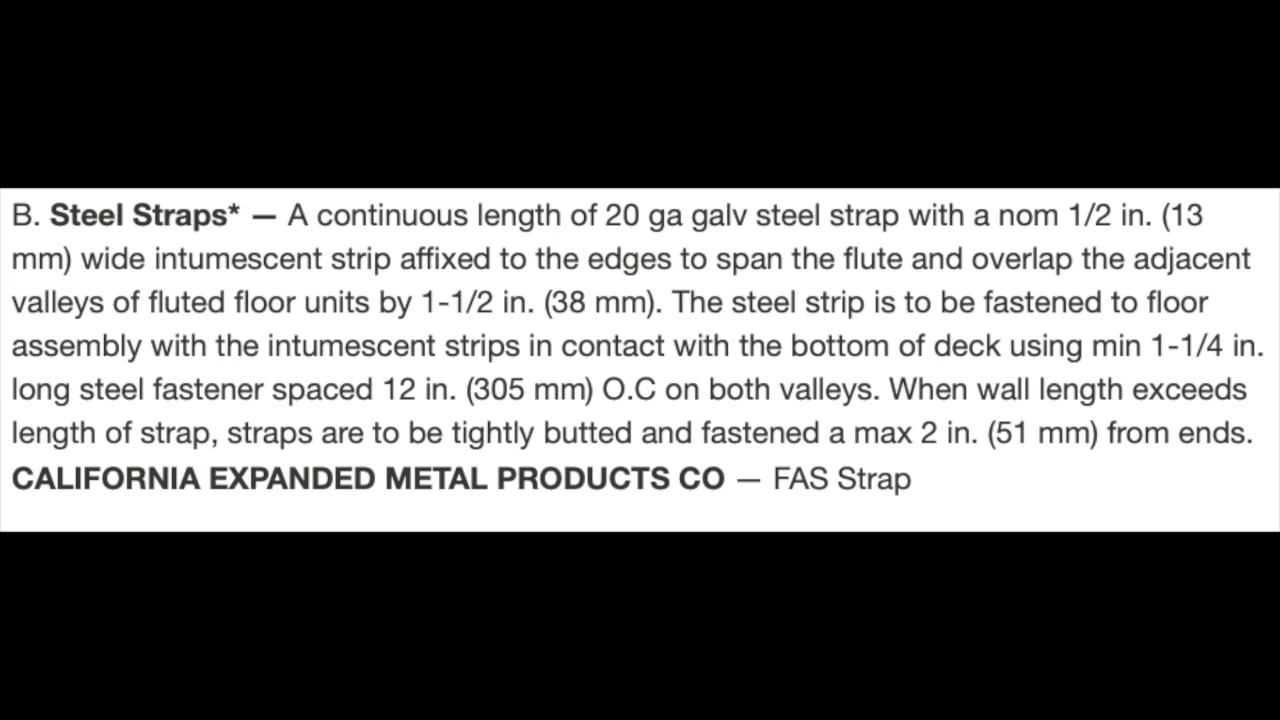 B. Steel Straps* — A continuous length of 20 ga galv steel strap with a nom 1/2 in. (13
mm) wide intumescent strip affixed to the edges to span the flute and overlap the adjacent
valleys of fluted floor units by 1-1/2 in. (38 mm). The steel strip is to be fastened to floor
assembly with the intumescent strips in contact with the bottom of deck using min 1-1/4 in.
long steel fastener spaced 12 in. (305 mm) O.C on both valleys. When wall length exceeds
length of strap, straps are to be tightly butted and fastened a max 2 in. (51 mm) from ends.
CALIFORNIA EXPANDED METAL PRODUCTS CO — FAS Strap